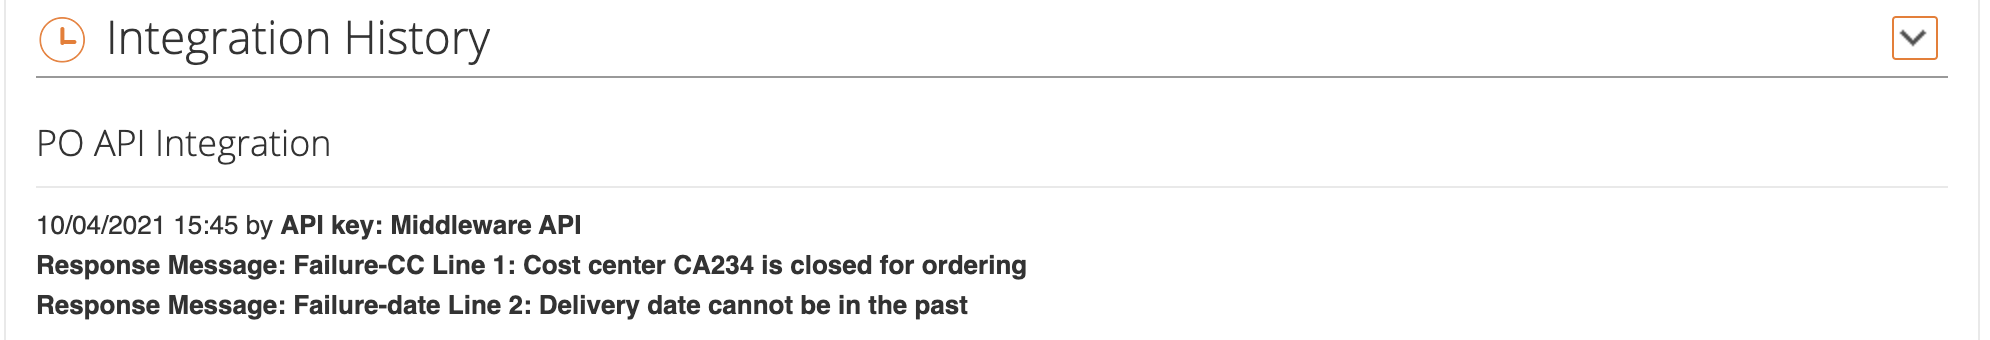 Integration History
PO API Integration
10/04/2021 15:45 by API key: Middleware API
Response Message: Failure-CC Line 1: Cost center CA234 is closed for ordering
Response Message: Failure-date Line 2: Delivery date cannot be in the past